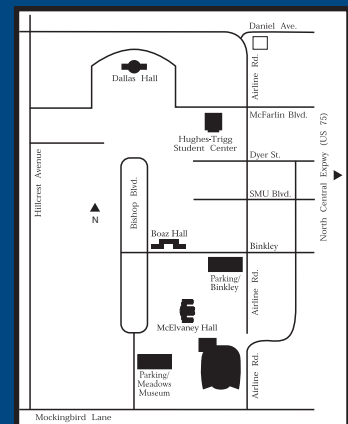 Daniel Ave.
Dallas Hall
Airline Rd.
McFarlin Blvd.
Hughes-Trigg
Student Center
Dyer St.
North Central Expwy (US 75)
Hillcrest Avenue
Bishop Blvd.
SMU Blvd.
N
Boaz Hall
Binkley
Parking/
Binkley
Airline Rd.
McElvaney Hall
Parking/
Meadows
Museum
Airline Rd.
Mockingbird Lane